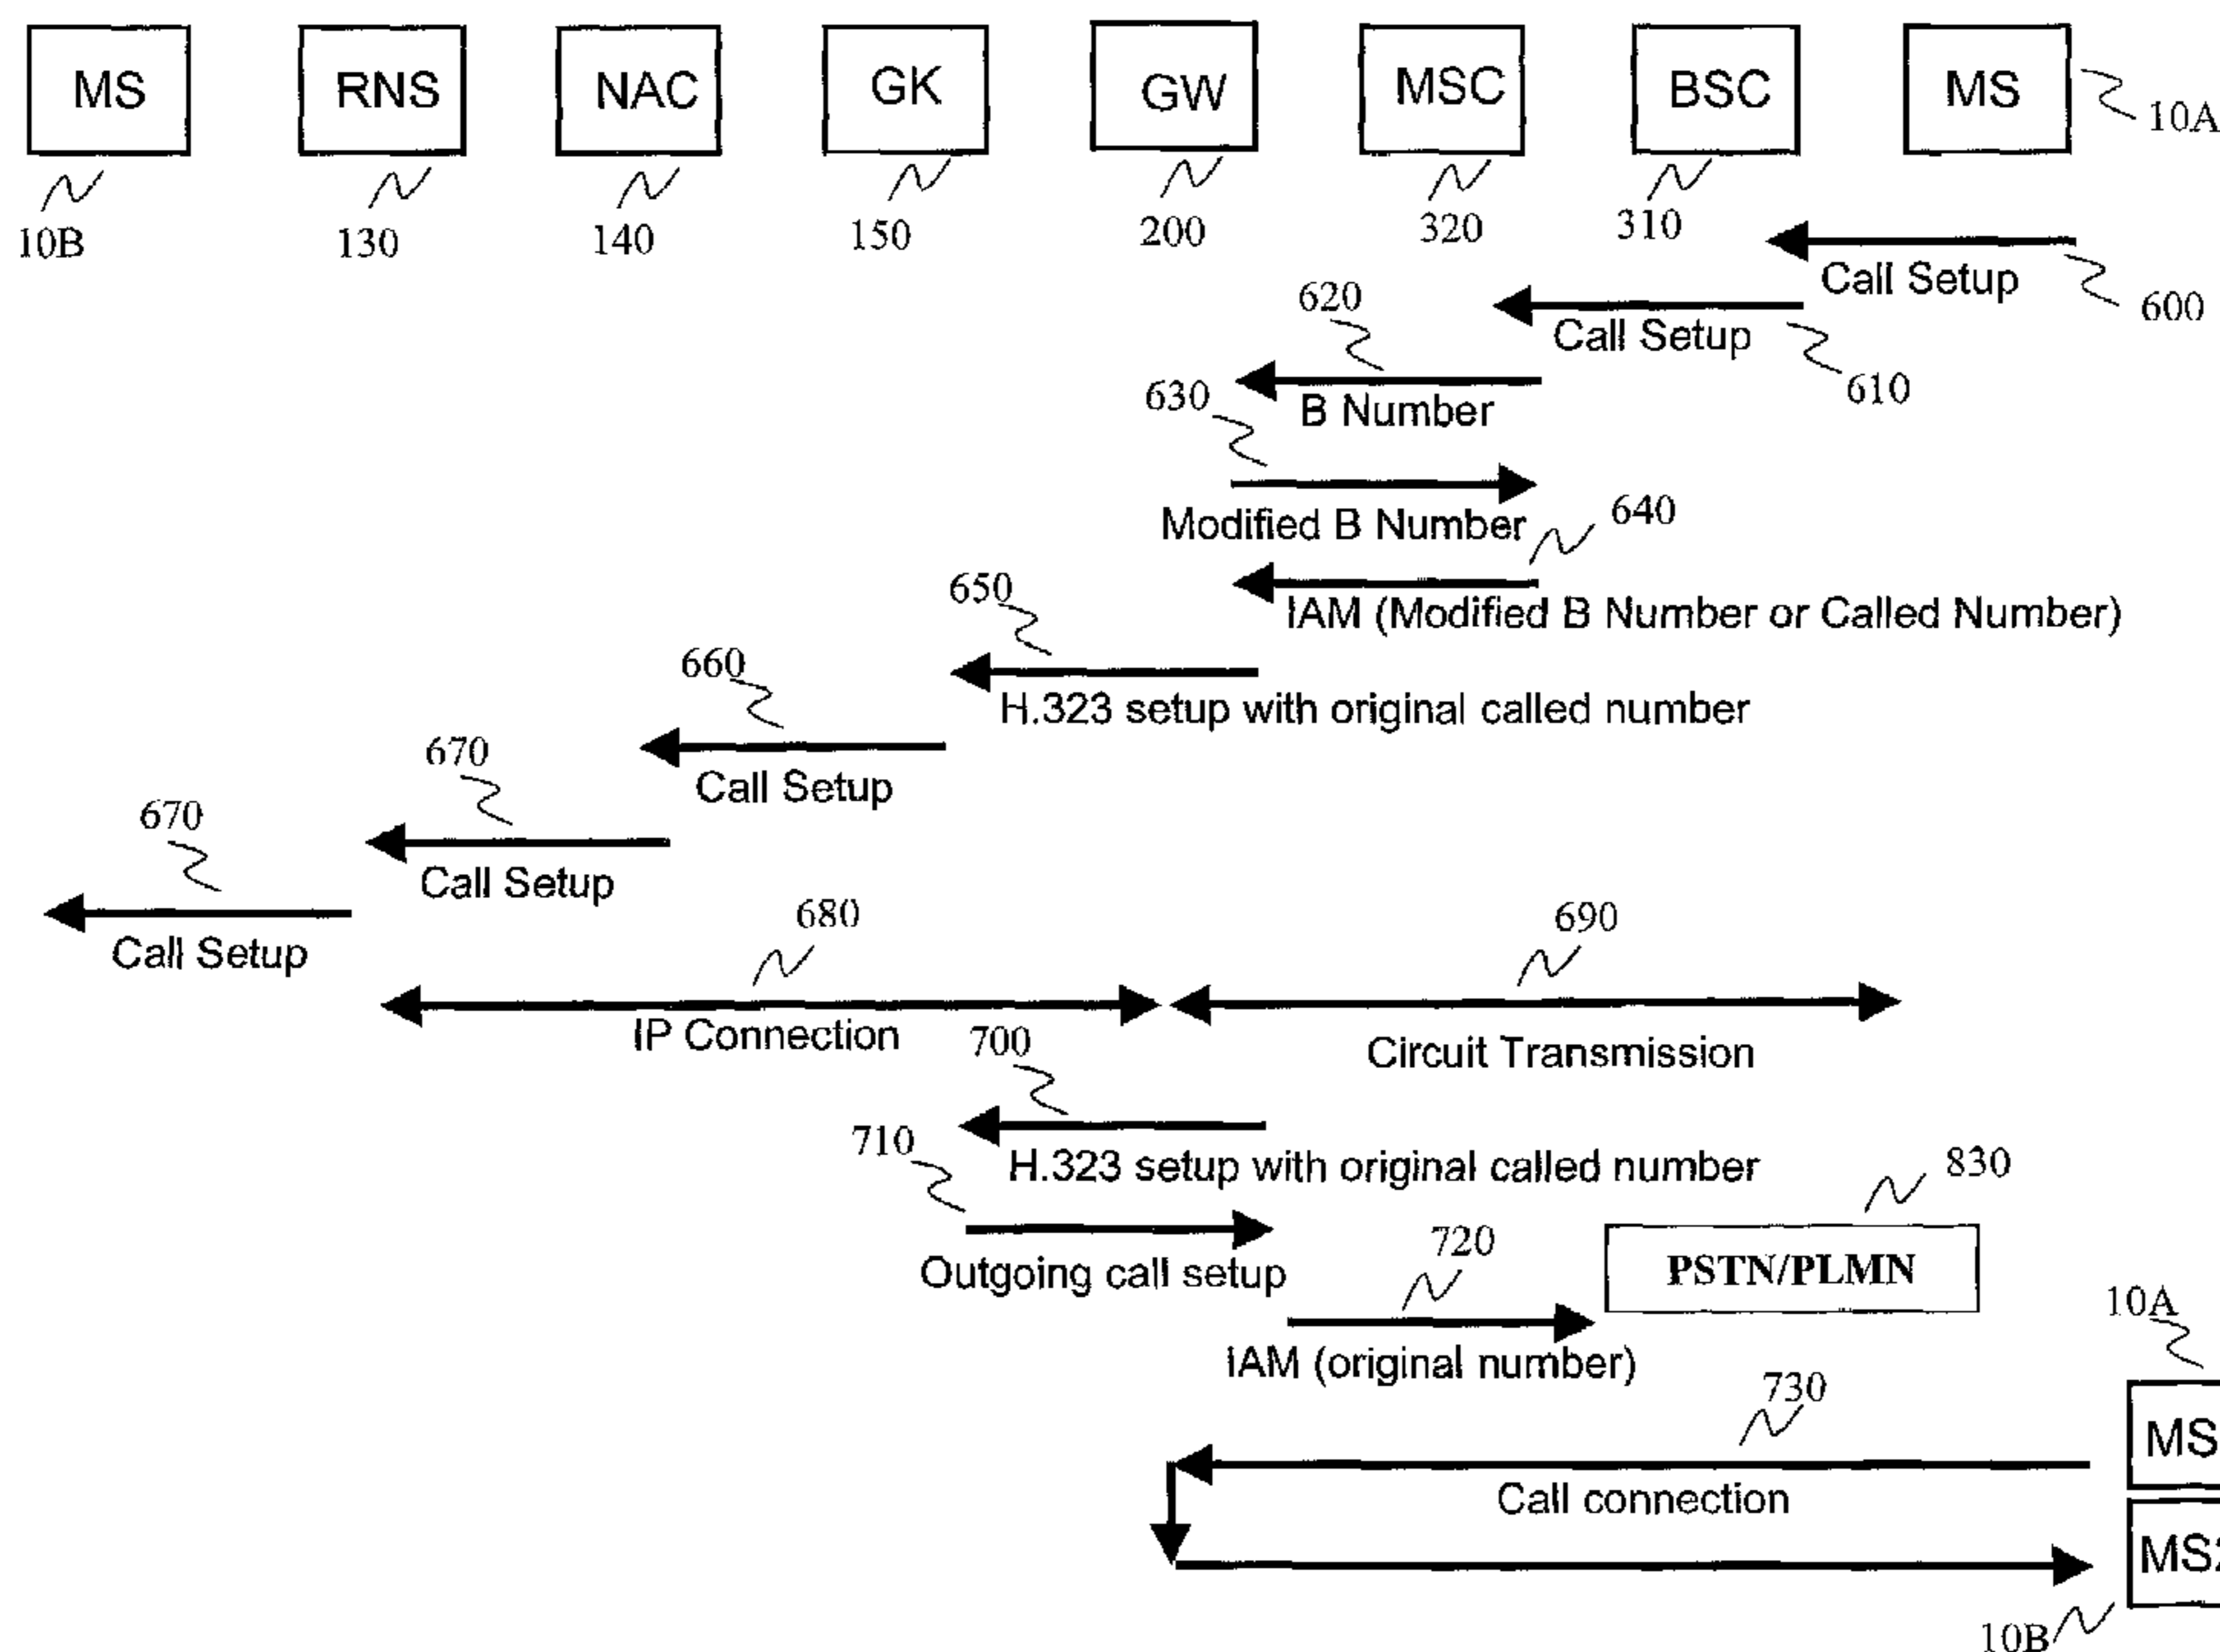 MS RNS NAC GK GW MSC BSC MS
10A
10B 130 140 150 200 320 310
Call Setup
600
620
Call Setup
610
B Number
630
Modified B Number
640
IAM (Modified B Number or Called Number)
650
H.323 setup with original called number
660
Call Setup
670
Call Setup
670
Call Setup
680
690
IP Connection
Circuit Transmission
700
H.323 setup with original called number
710
830
Outgoing call setup
PSTN/PLMN
720
IAM (original number)
10A
730
MS
Call connection
MS2
10B